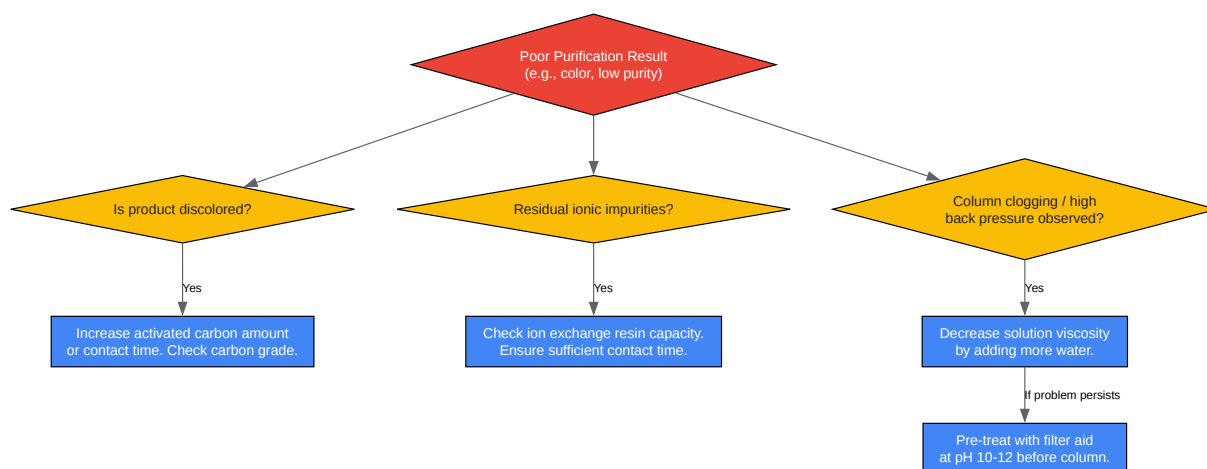 Poor Purification Result
(e.g., color, low purity)
Is product discolored?
Residual ionic impurities?
Column clogging / high
back pressure observed?
Yes
Yes
Yes
Increase activated carbon amount
or contact time. Check carbon grade.
Check ion exchange resin capacity.
Ensure sufficient contact time.
Decrease solution viscosity
by adding more water.
If problem persists
Pre-treat with filter aid
at pH 10-12 before column.